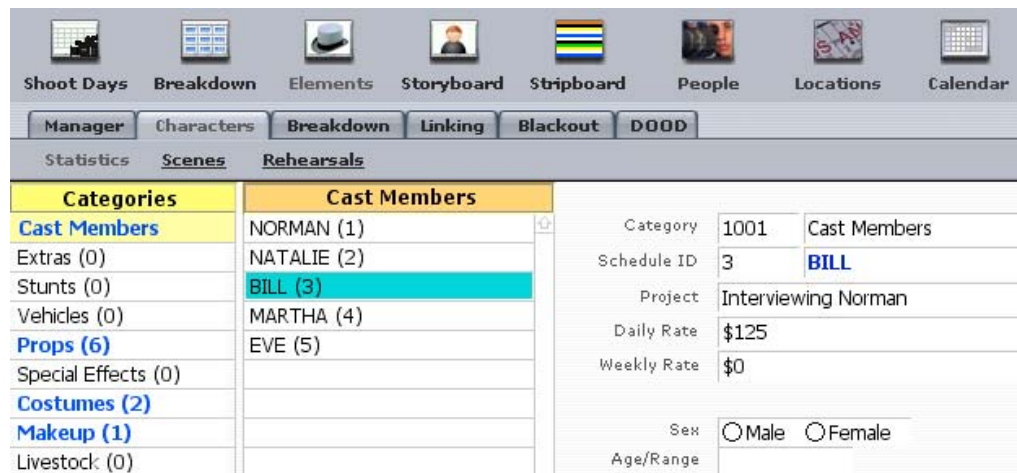 Shoot Days Breakdown Elements Storyboard Stripboard People Locations Calendar
Manager Characters Breakdown Linking Blackout DOOD
Statistics Scenes Rehearsals
Categories
Cast Members
Extras (0)
Stunts (0)
Vehicles (0)
Props (6)
Special Effects (0)
Costumes (2)
Makeup (1)
Livestock (0)
Cast Members
NORMAN (1)
NATALIE (2)
BILL (3)
MARTHA (4)
EVE (5)
Category 1001 Cast Members
Schedule ID 3 BILL
Project Interviewing Norman
Daily Rate $125
Weekly Rate $0
Sex Male Female
Age/Range